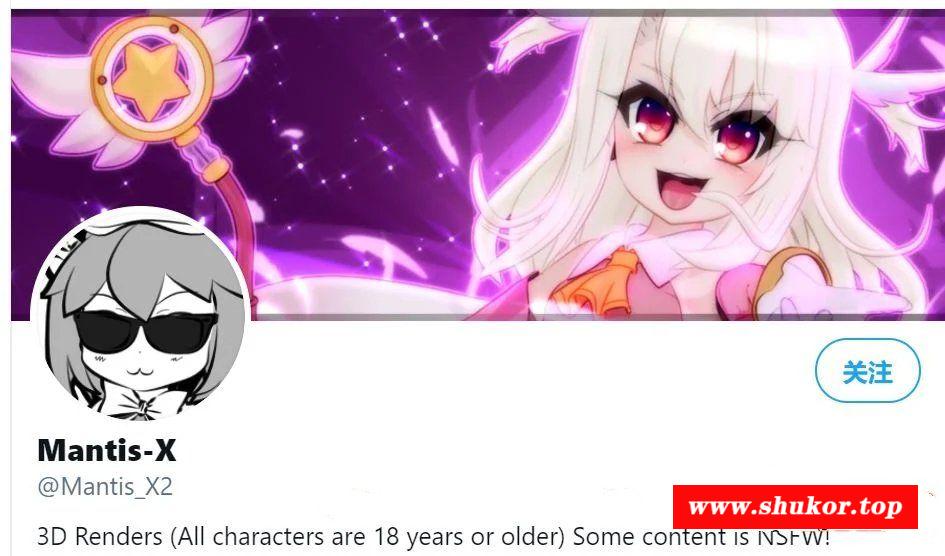 关注
Mantis-X
@Mantis_X2
www.shukor.top
3D Renders (All characters are 18 years or older) Some content is NSFW!